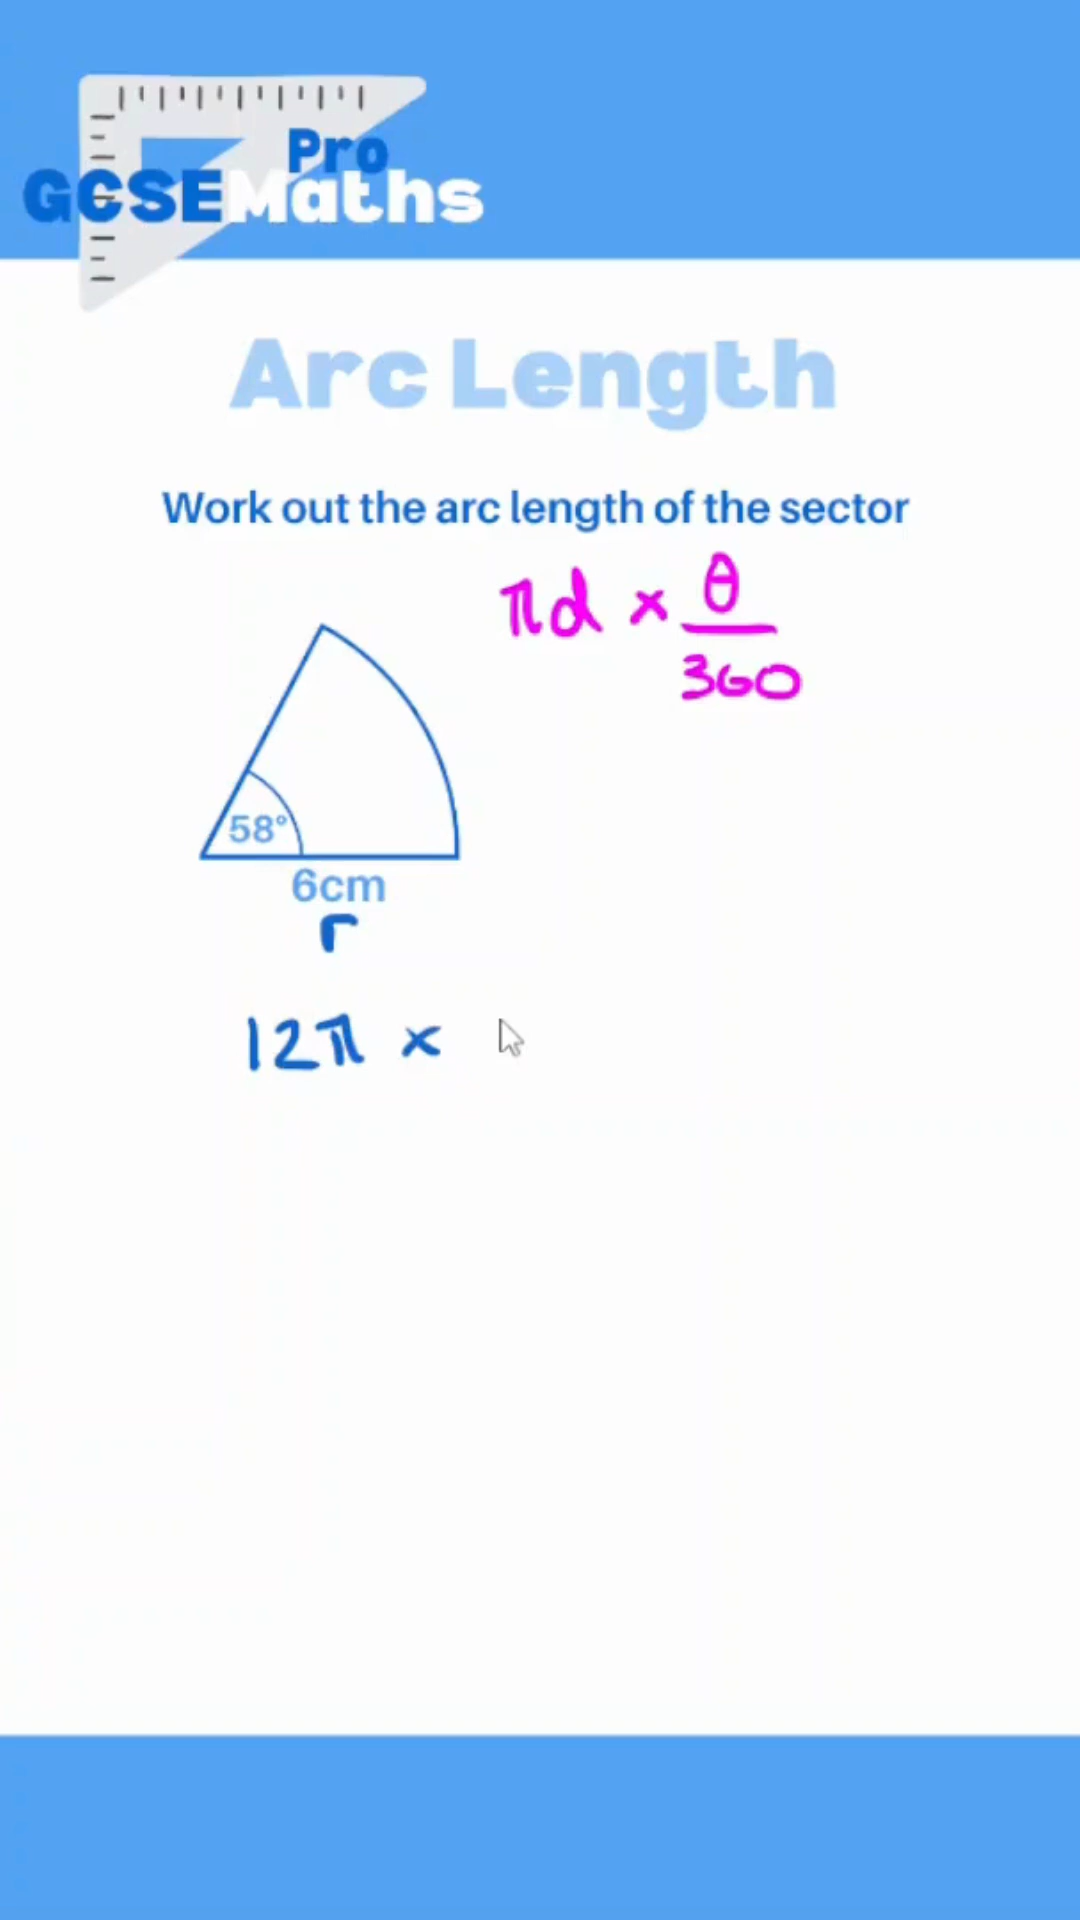 Pro
GCSEMaths
Arc Length
Work out the arc length of the sector
πd × θ/360
58°
6cm
r
12π ×